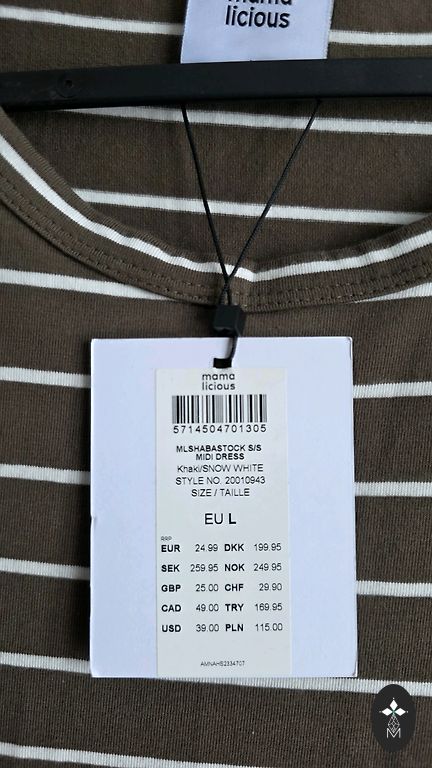 mama
licious
mama
licious
5714504701305
MLSHABASTOCK S/S
MIDI DRESS
Khaki/SNOW WHITE
STYLE NO. 20010943
SIZE / TAILLE
EU L
RRP
EUR 24.99 DKK 199.95
SEK 259.95 NOK 249.95
GBP 25.00 CHF 29.90
CAD 49.00 TRY 169.95
USD 39.00 PLN 115.00
AMNAHS2334707
M